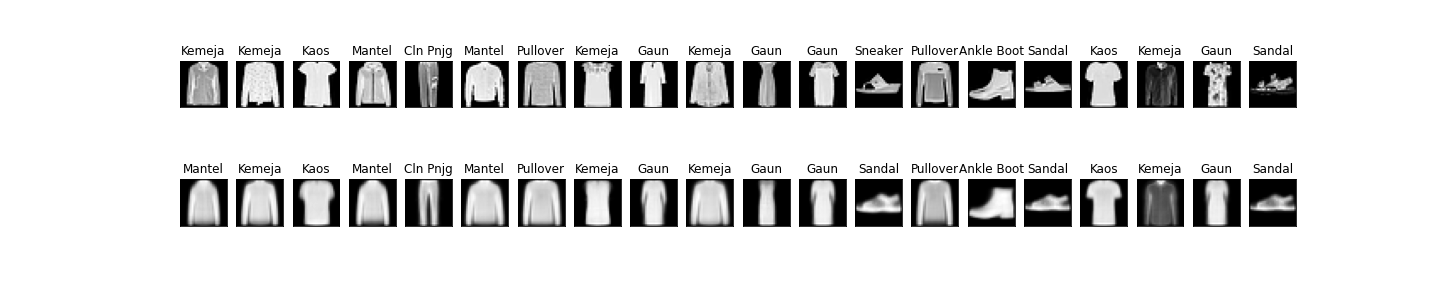 Kemeja Kemeja Kaos Mantel Cln Pnjg Mantel Pullover Kemeja Gaun Kemeja Gaun Gaun Sneaker Pullover Ankle Boot Sandal Kaos Kemeja Gaun Sandal
Mantel Kemeja Kaos Mantel Cln Pnjg Mantel Pullover Kemeja Gaun Kemeja Gaun Gaun Sandal Pullover Ankle Boot Sandal Kaos Kemeja Gaun Sandal